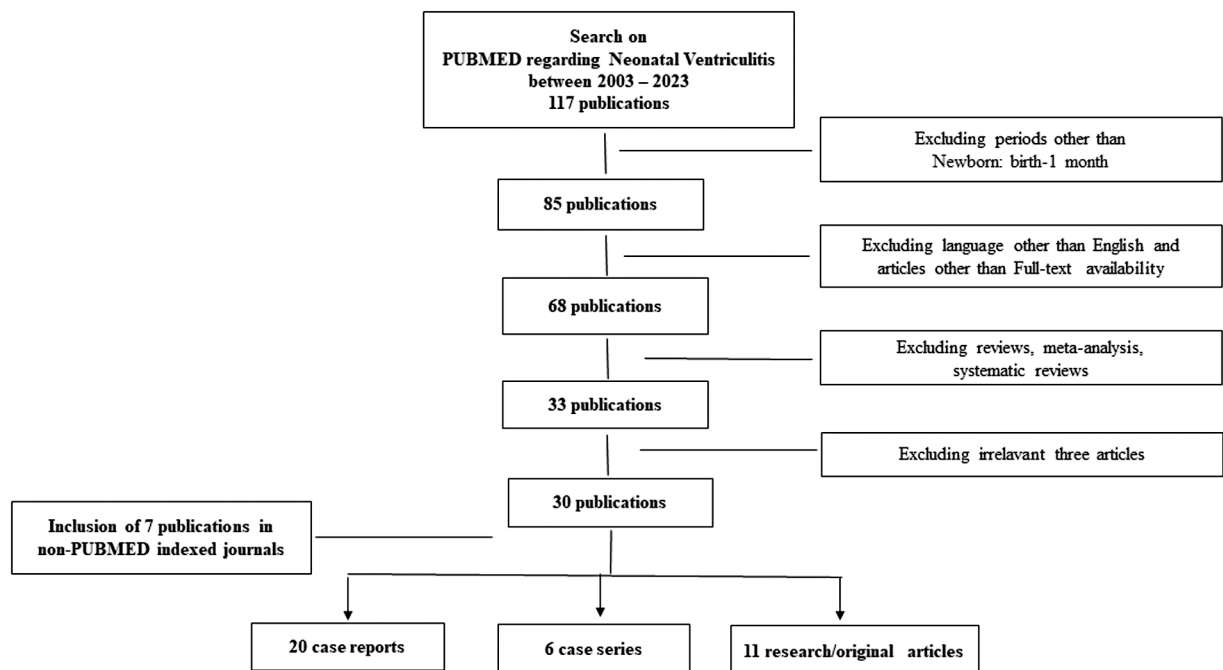 Search on
PUBMED regarding Neonatal Ventriculitis
between 2003 – 2023
117 publications
Excluding periods other than
Newborn: birth-1 month
85 publications
Excluding language other than English and
articles other than Full-text availability
68 publications
Excluding reviews, meta-analysis,
systematic reviews
33 publications
Excluding irrelavant three articles
30 publications
Inclusion of 7 publications in
non-PUBMED indexed journals
20 case reports
6 case series
11 research/original articles